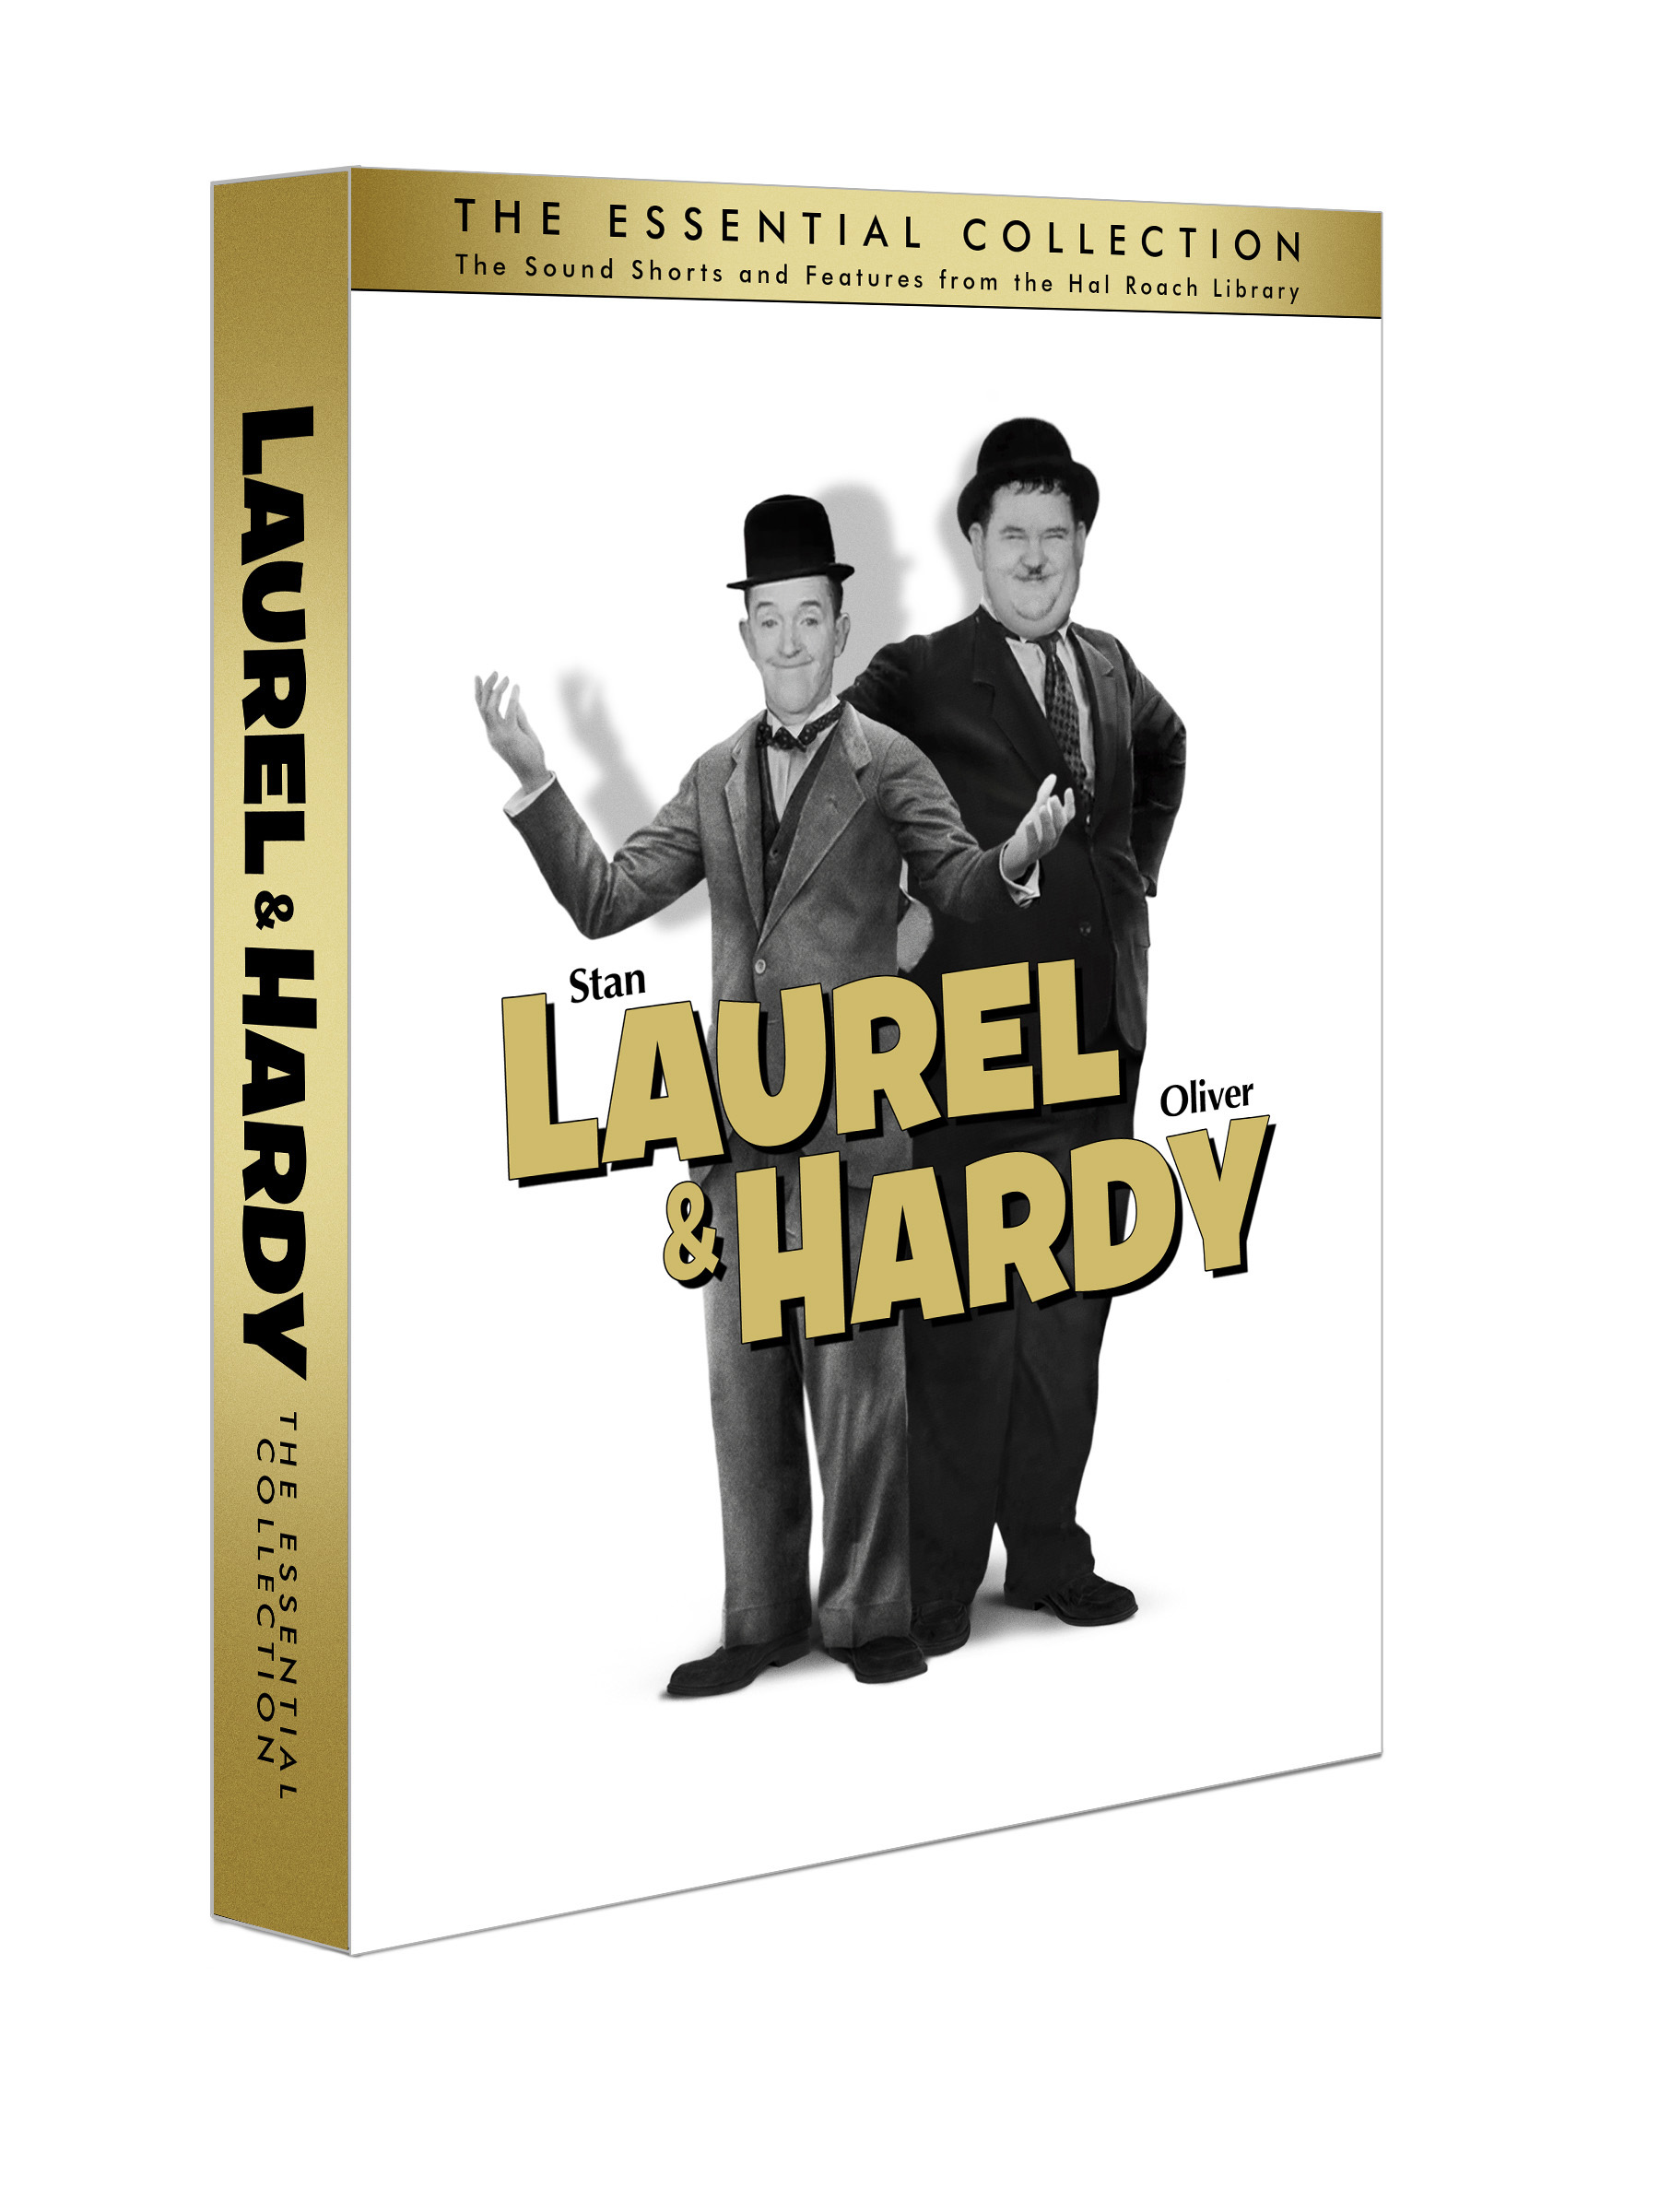 THE ESSENTIAL COLLECTION
The Sound Shorts and Features from the Hal Roach Library
Stan
LAUREL
Oliver
& HARDY
LAUREL & HARDY
THE ESSENTIAL
COLLECTION